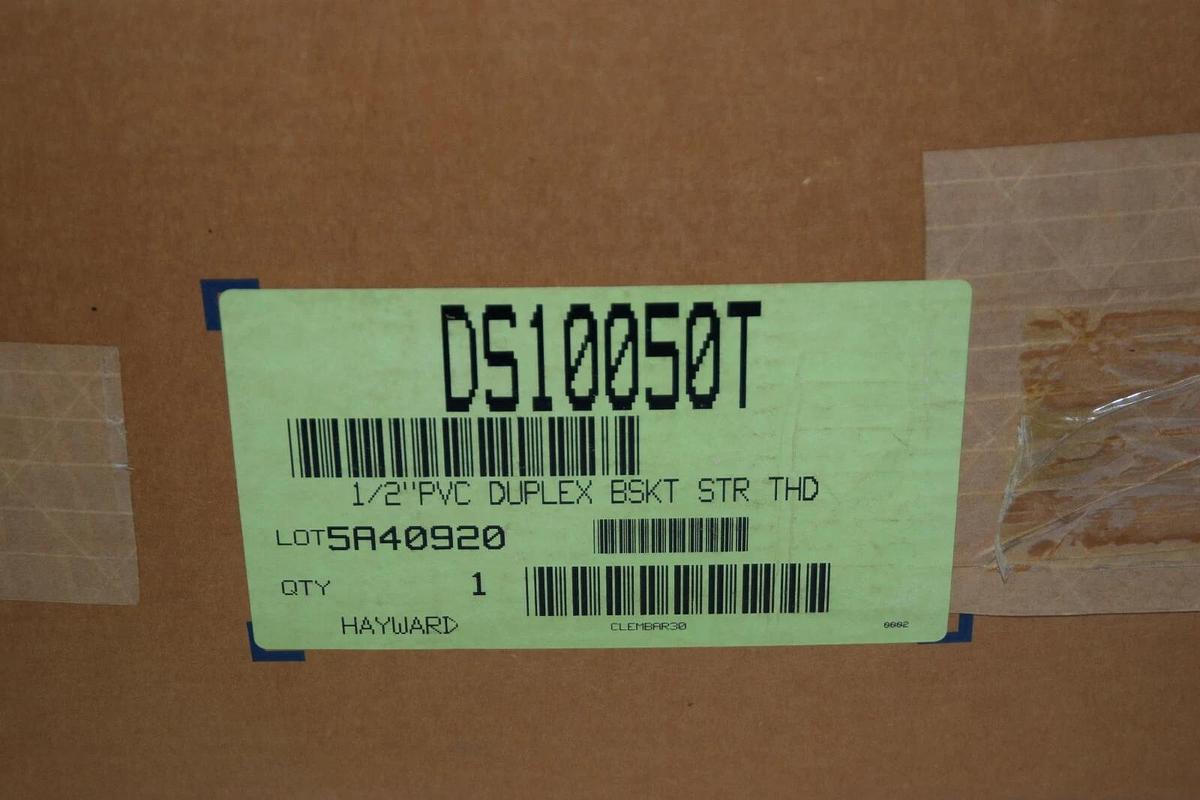 DS10050T
1/2"PVC DUPLEX BSKT STR THD
LOT5A40920
QTY 1
HAYWARD CLEMBAR30 0002